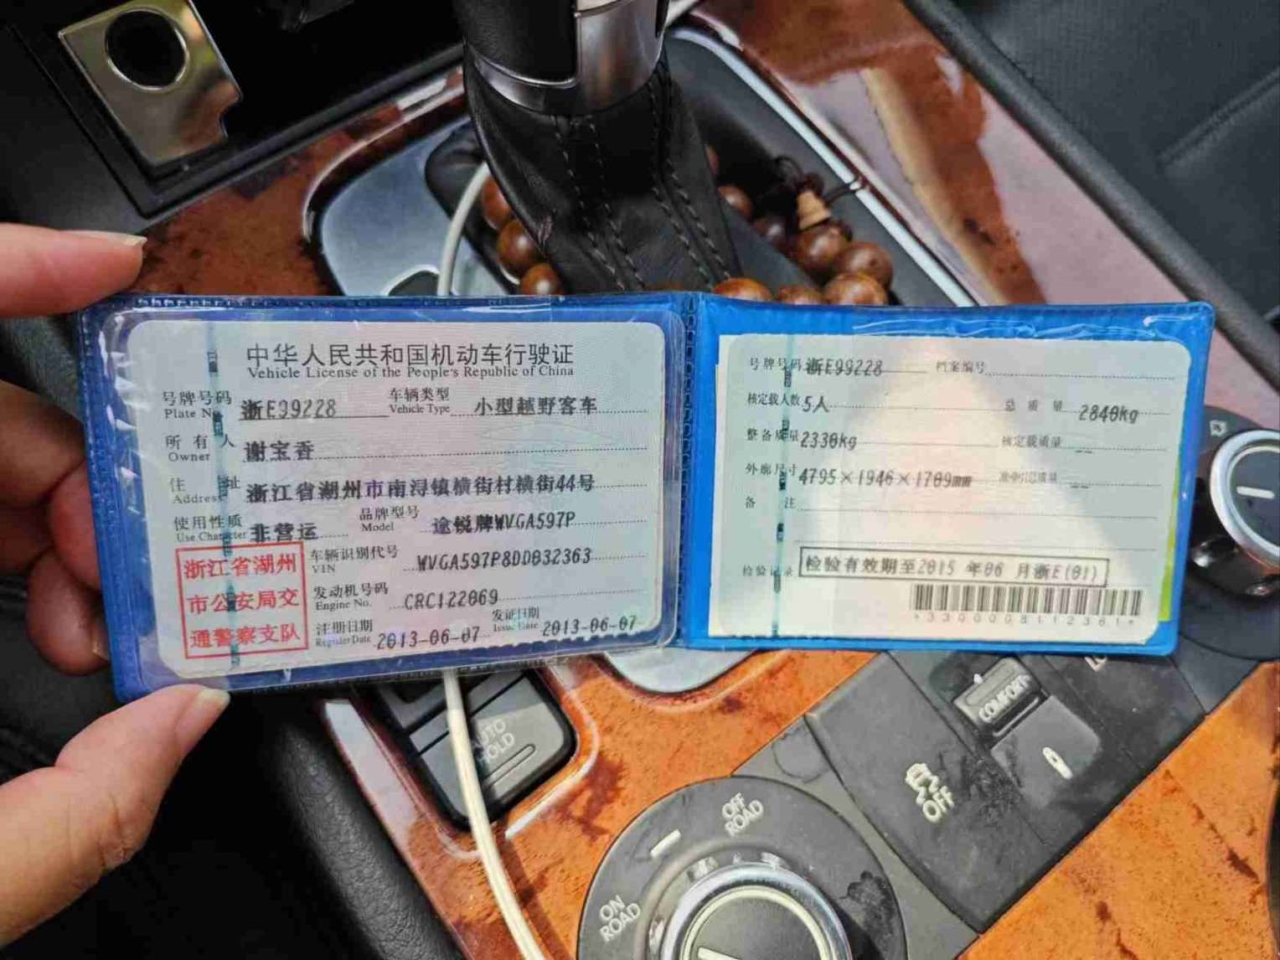 中华人民共和国机动车行驶证
Vehicle License of the People's Republic of China
号牌号码 浙E99228 车辆类型 小型越野客车
Plate No. Vehicle Type
所有人 谢宝香
Owner
住址 浙江省湖州市南浔镇横街村横街44号
Address
使用性质 非营运 品牌型号 途锐牌WVGA597P
Use Character Model
浙江省湖州
市公安局交
通警察支队
车辆识别代号 WVGA597P8DD032363
VIN
发动机号码 CRC122069
Engine No.
注册日期 2013-06-07 发证日期 2013-06-07
Register Date Issue Date
号牌号码 浙E99228 档案编号
核定载人数 5人 总质量 2840kg
整备质量 2330kg 核定载质量 --
外廓尺寸 4795×1946×1709mm 准牵引总质量 --
备注
检验记录 检验有效期至2015年06月浙E(01)
*3300008112361*
AUTO
HOLD
OFF
ROAD
ON
ROAD
COMFORT
OFF